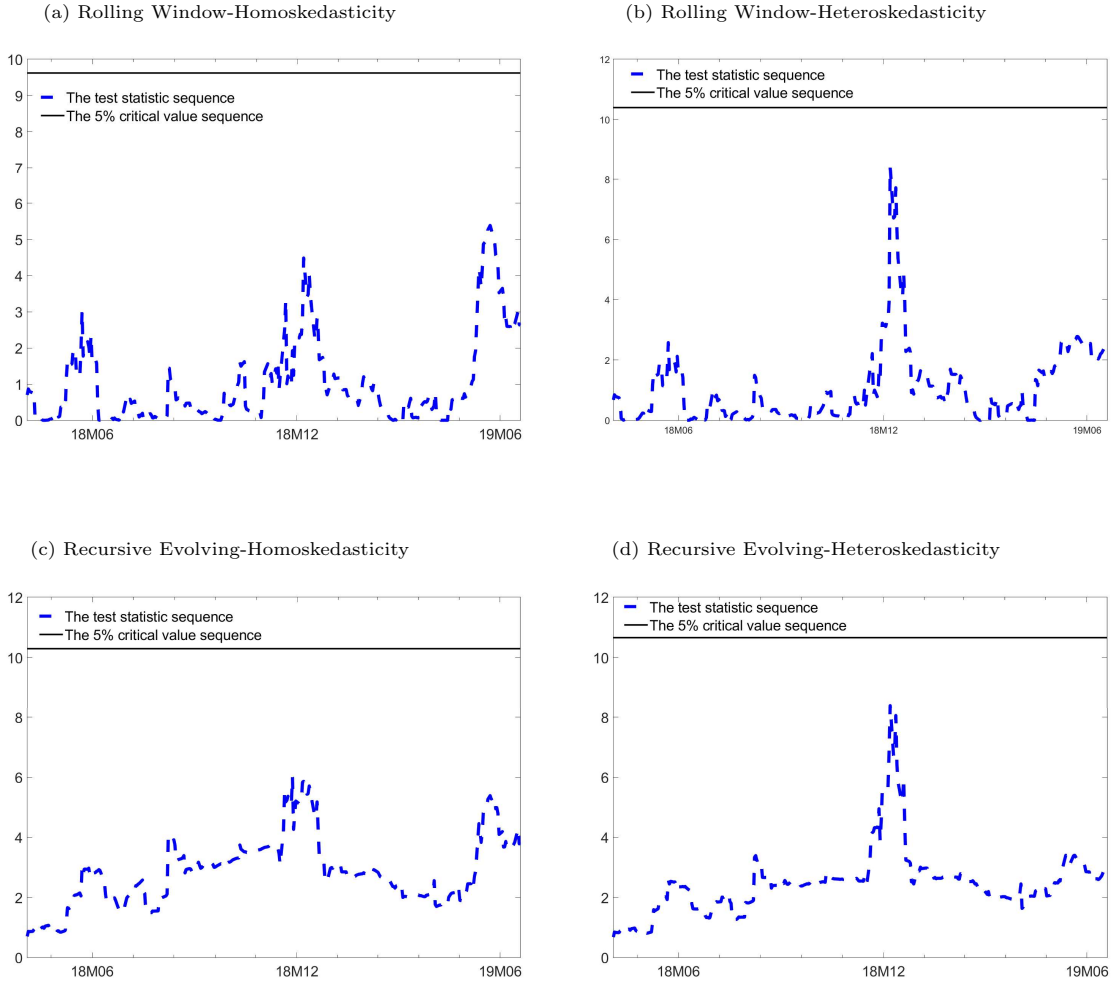 (a) Rolling Window-Homoskedasticity
10
9
8
7
6
5
4
3
2
1
0
The test statistic sequence
The 5% critical value sequence
18M06 18M12 19M06
(b) Rolling Window-Heteroskedasticity
12
10
8
6
4
2
0
The test statistic sequence
The 5% critical value sequence
18M06 18M12 19M06
(c) Recursive Evolving-Homoskedasticity
12
10
8
6
4
2
0
The test statistic sequence
The 5% critical value sequence
18M06 18M12 19M06
(d) Recursive Evolving-Heteroskedasticity
12
10
8
6
4
2
0
The test statistic sequence
The 5% critical value sequence
18M06 18M12 19M06